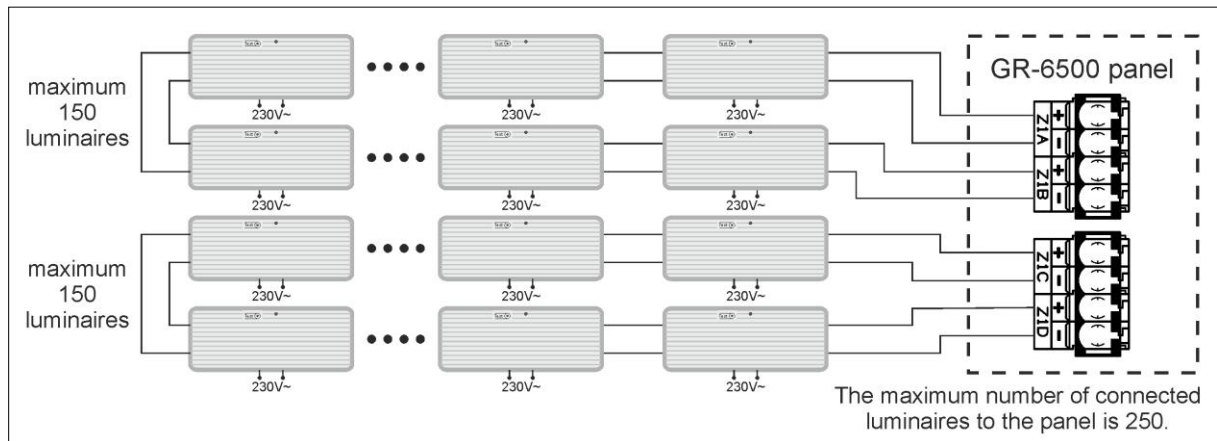 maximum
150
luminaires
230V~
230V~
230V~
230V~
230V~
230V~
maximum
150
luminaires
230V~
230V~
230V~
230V~
230V~
230V~
GR-6500 panel
Z1A + -
Z1B + -
Z1C + -
Z1D + -
The maximum number of connected
luminaires to the panel is 250.